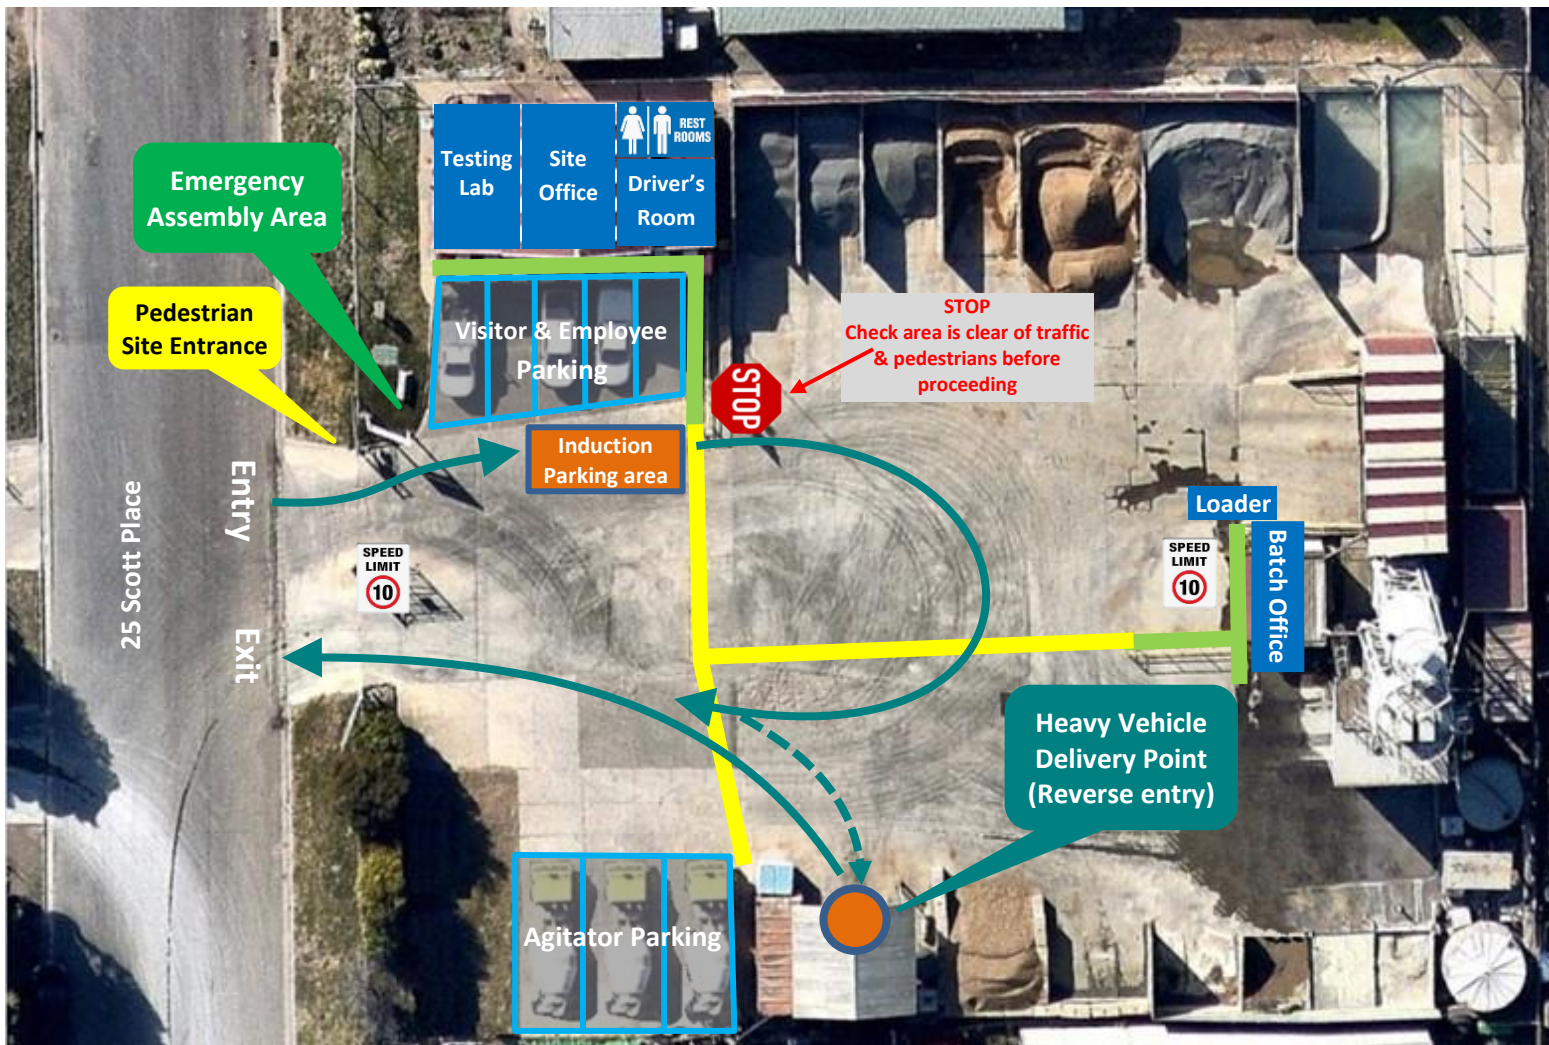 REST
ROOMS
Testing
Lab
Site
Office
Driver's
Room
Emergency
Assembly Area
Pedestrian
Site Entrance
Visitor & Employee
Parking
STOP
Check area is clear of traffic
& pedestrians before
proceeding
STOP
Induction
Parking area
Entry
25 Scott Place
Exit
SPEED
LIMIT
10
Loader
SPEED
LIMIT
10
Batch Office
Heavy Vehicle
Delivery Point
(Reverse entry)
Agitator Parking